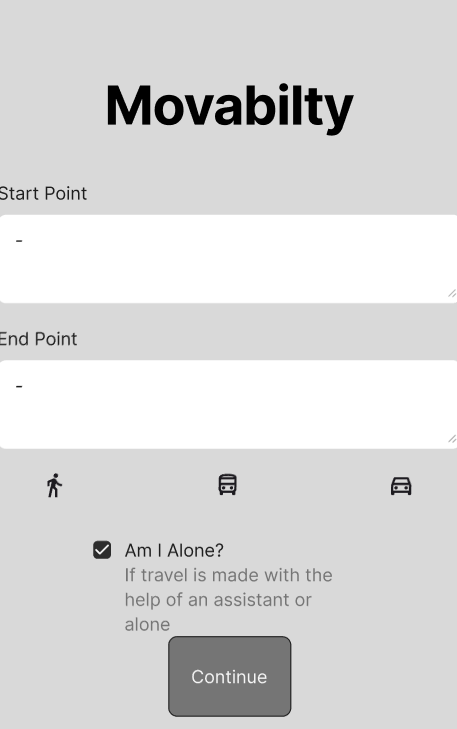 Movabilty
Start Point
-
End Point
-
Am I Alone?
If travel is made with the
help of an assistant or
alone
Continue